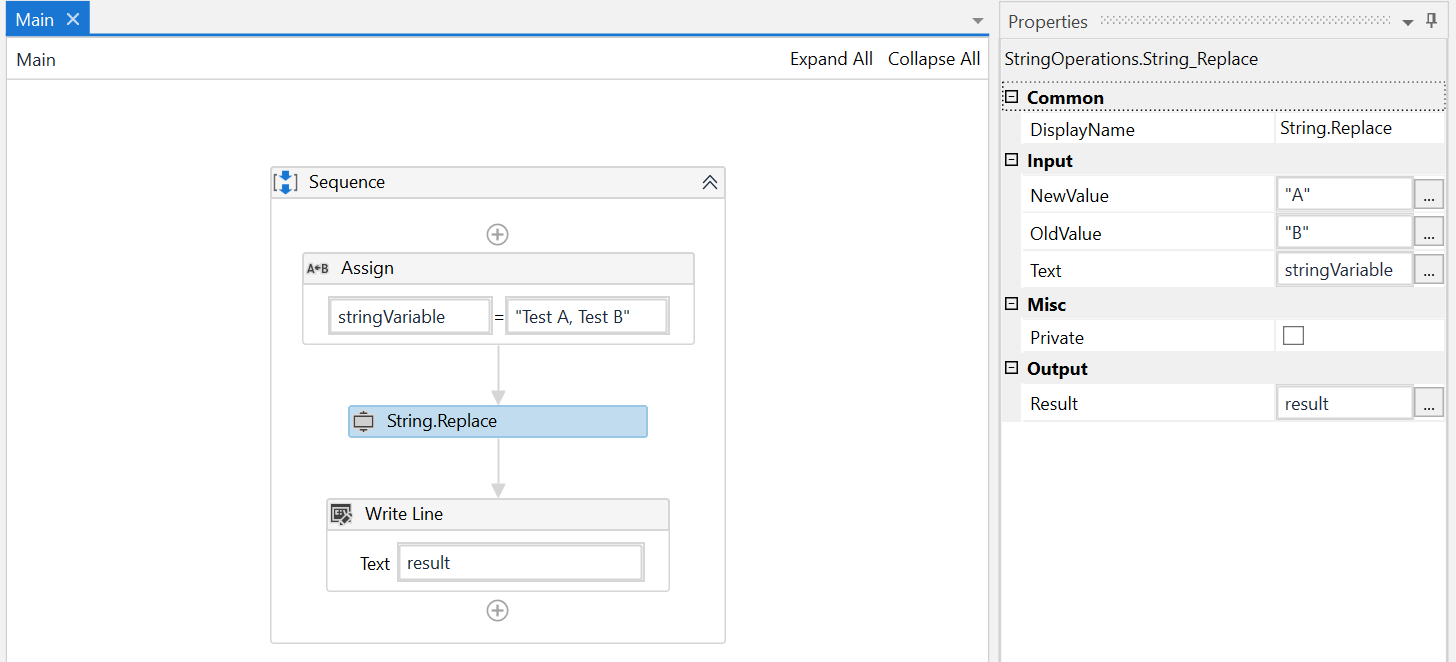 Main
Main
Expand All Collapse All
Sequence
A B Assign
stringVariable = "Test A, Test B"
String.Replace
Write Line
Text result
Properties
StringOperations.String_Replace
Common
DisplayName String.Replace
Input
NewValue "A" ...
OldValue "B" ...
Text stringVariable ...
Misc
Private
Output
Result result ...